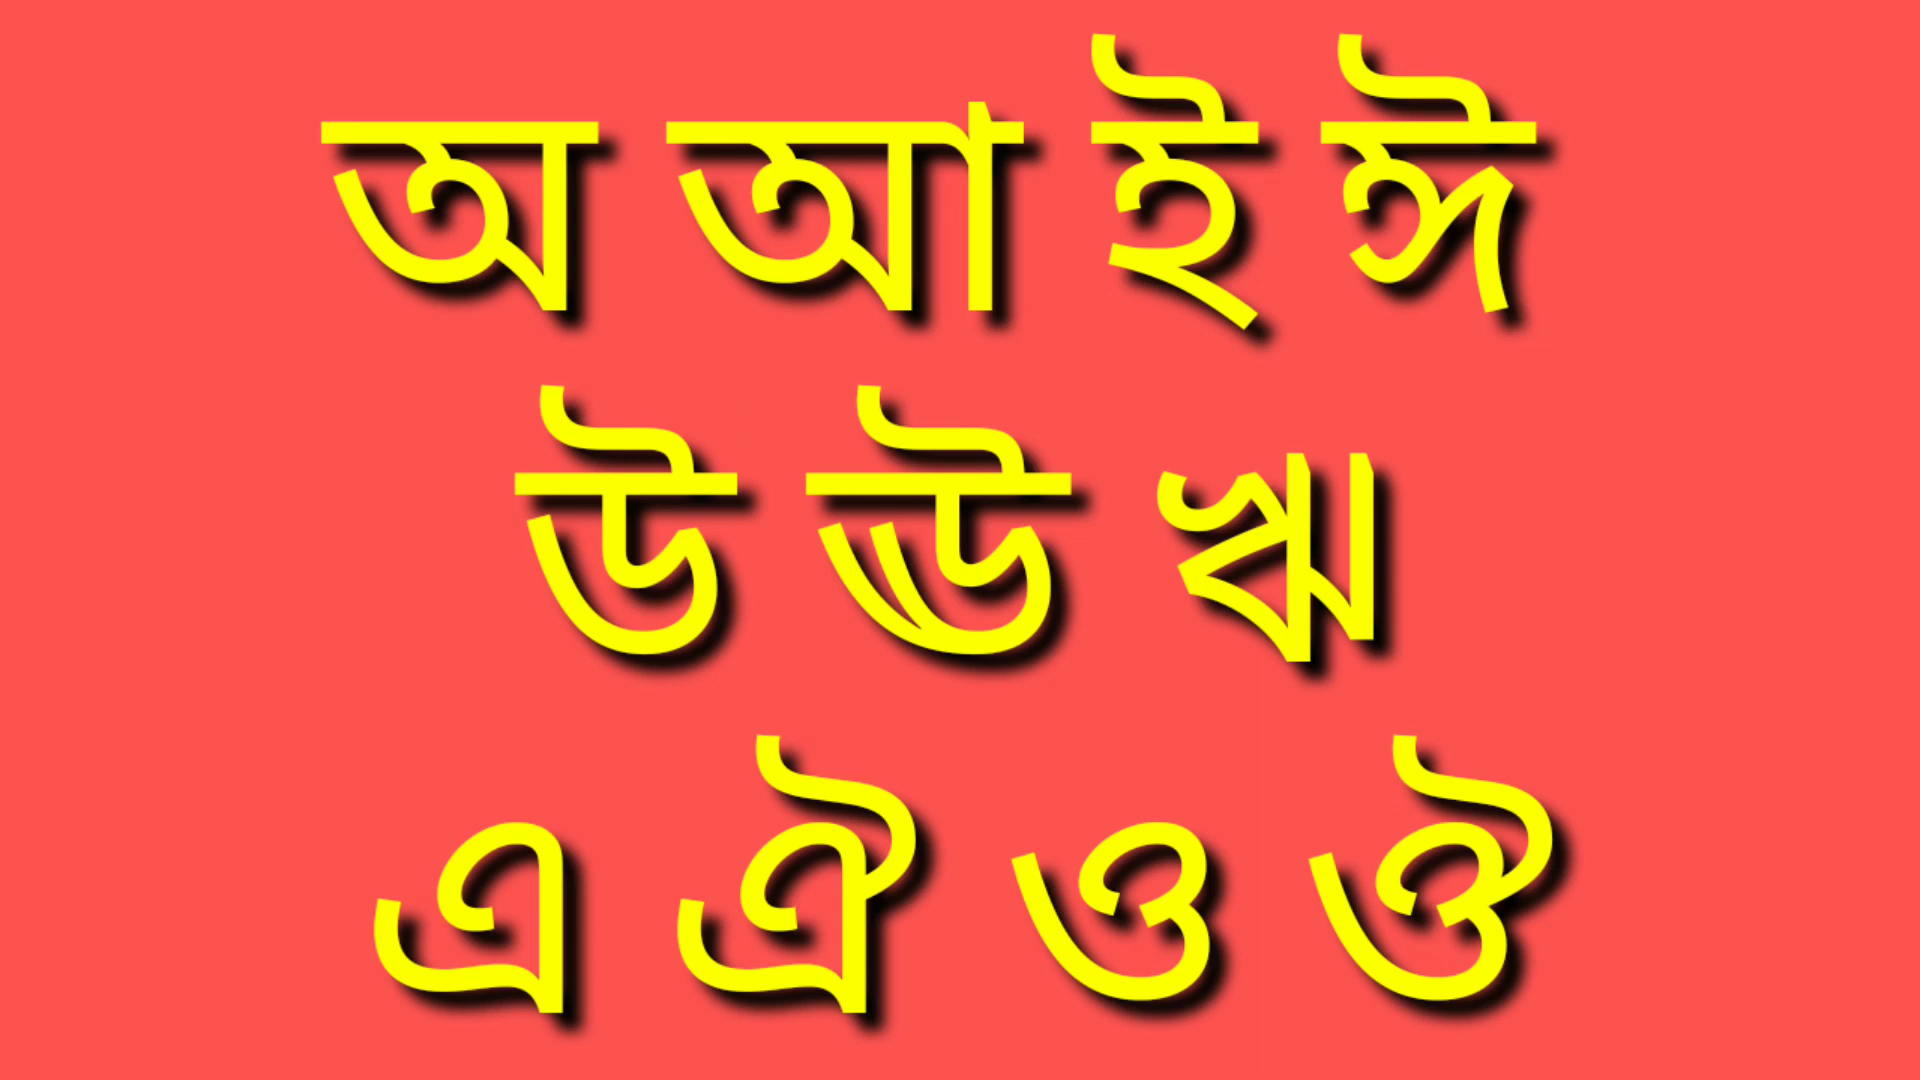 অ আ ই ঈ
উ ঊ ঋ
এ ঐ ও ঔ